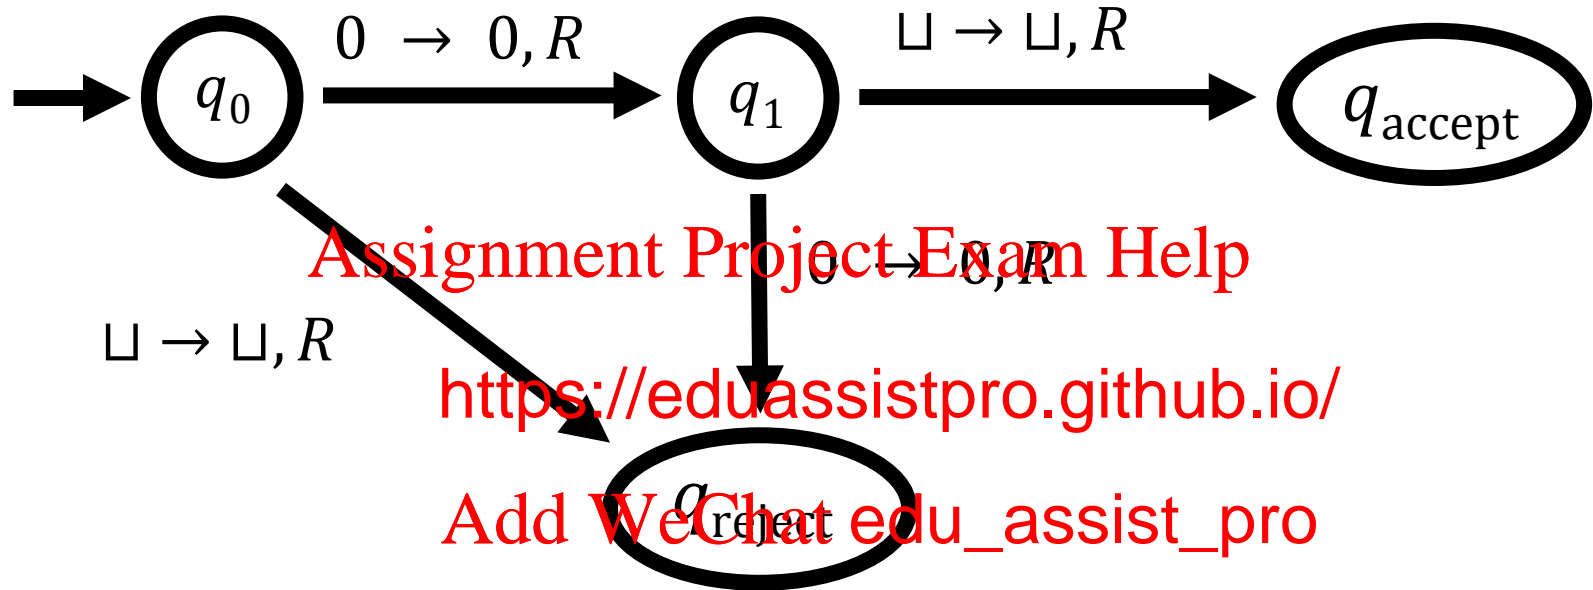 0 → 0, R
⊔ → ⊔, R
q0
q1
qaccept
Assignment Project Exam Help
0 → 0, R
⊔ → ⊔, R
https://eduassistpro.github.io/
qreject
Add WeChat edu_assist_pro